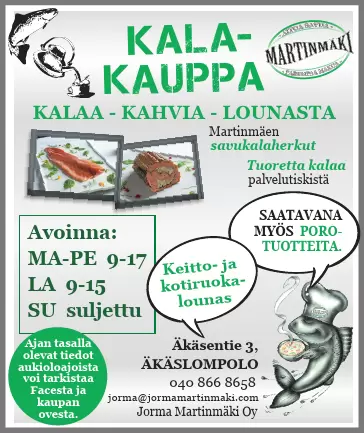 KALA-
KAUPPA
MARTINMÄKI
KALAA - KAHVIA - LOUNASTA
Martinmäen
savukalaherkut
Tuoretta kalaa
palvelutiskistä
Avoinna:
MA-PE 9-17
LA 9-15
SU suljettu
SAATAVANA
MYÖS PORO-
TUOTTEITA.
Keitto- ja
kotiruoka-
lounas
Ajan tasalla
olevat tiedot
aukioloajoista
voi tarkistaa
Facesta ja
kaupan
ovesta.
Äkäsentie 3,
ÄKÄSLOMPOLO
040 866 8658
jorma@jormamartinmaki.com
Jorma Martinmäki Oy